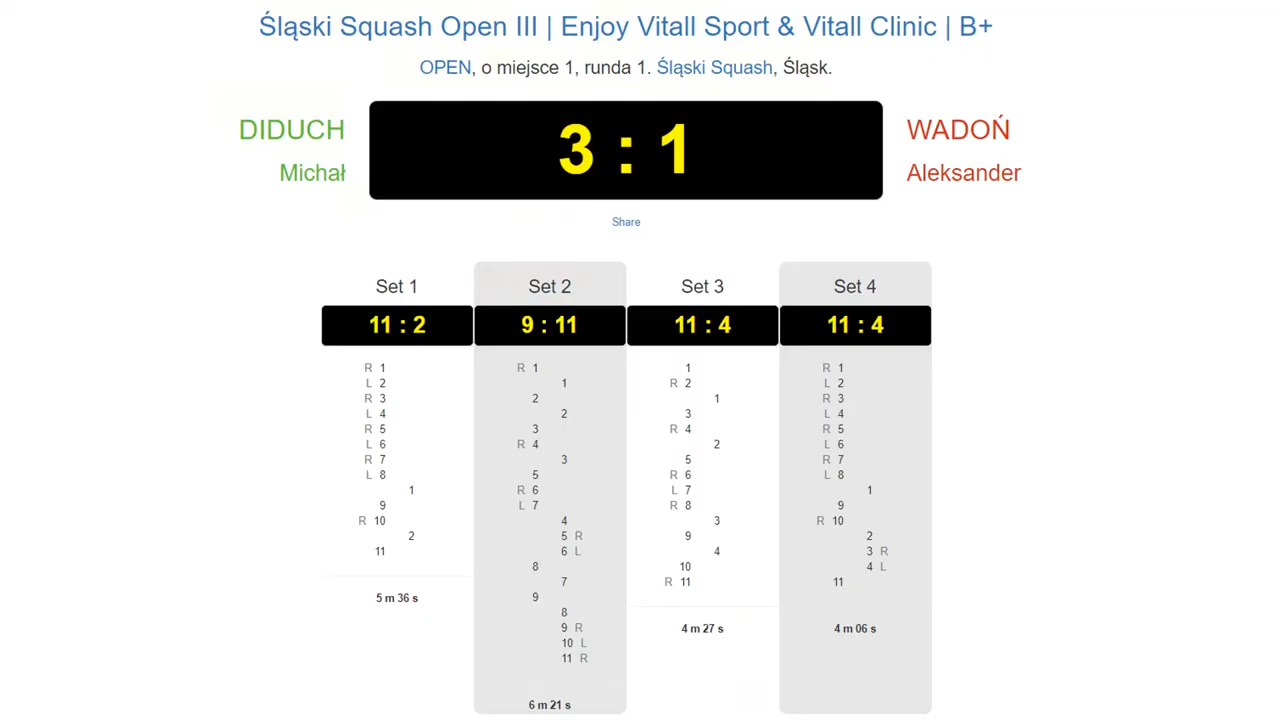 Śląski Squash Open III | Enjoy Vitall Sport & Vitall Clinic | B+
OPEN, o miejsce 1, runda 1. Śląski Squash, Śląsk.
DIDUCH
Michał
3 : 1
WADOŃ
Aleksander
Share
Set 1
11 : 2
R 1
L 2
R 3
L 4
R 5
L 6
R 7
L 8
1
9
R 10
2
11
5 m 36 s
Set 2
9 : 11
R 1
1
2
2
3
R 4
3
5
R 6
L 7
4
5 R
6 L
8
7
9
8
9 R
10 L
11 R
6 m 21 s
Set 3
11 : 4
1
R 2
1
3
R 4
2
5
R 6
L 7
R 8
3
9
4
10
R 11
4 m 27 s
Set 4
11 : 4
R 1
L 2
R 3
L 4
R 5
L 6
R 7
L 8
1
9
R 10
2
3 R
4 L
11
4 m 06 s